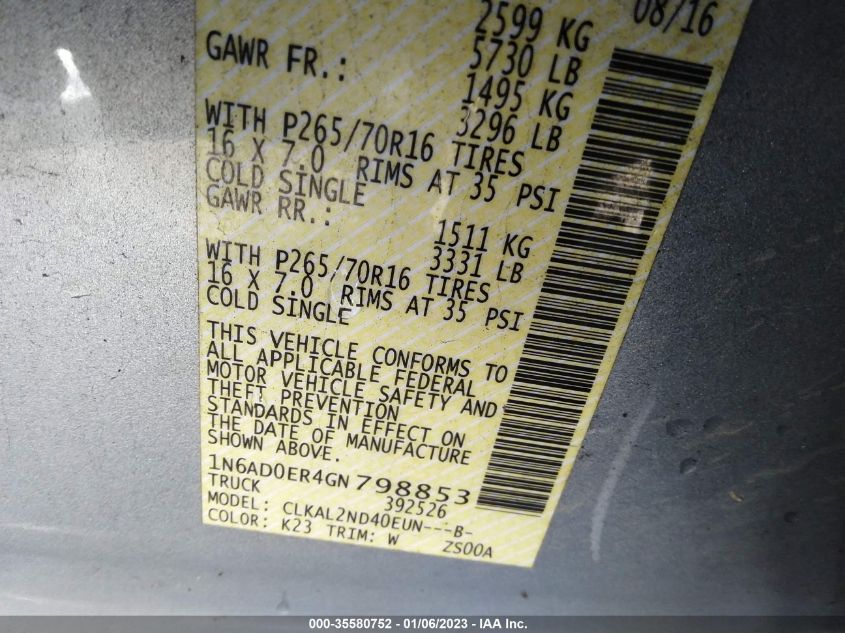 08/16
2599 KG
5730 LB
GAWR FR.:
1495 KG
3296 LB
WITH P265/70R16 TIRES
16 X 7.0 RIMS AT 35 PSI
COLD SINGLE
GAWR RR.:
1511 KG
3331 LB
WITH P265/70R16 TIRES
16 X 7.0 RIMS AT 35 PSI
COLD SINGLE
THIS VEHICLE CONFORMS TO
ALL APPLICABLE FEDERAL
MOTOR VEHICLE SAFETY AND
THEFT PREVENTION
STANDARDS IN EFFECT ON
THE DATE OF MANUFACTURE
SHOWN ABOVE.
1N6AD0ER4GN798853
TRUCK 392526
MODEL: CLKAL2ND40EUN---B-
COLOR: K23 TRIM: W ZS00A
000-35580752 - 01/06/2023 - IAA Inc.